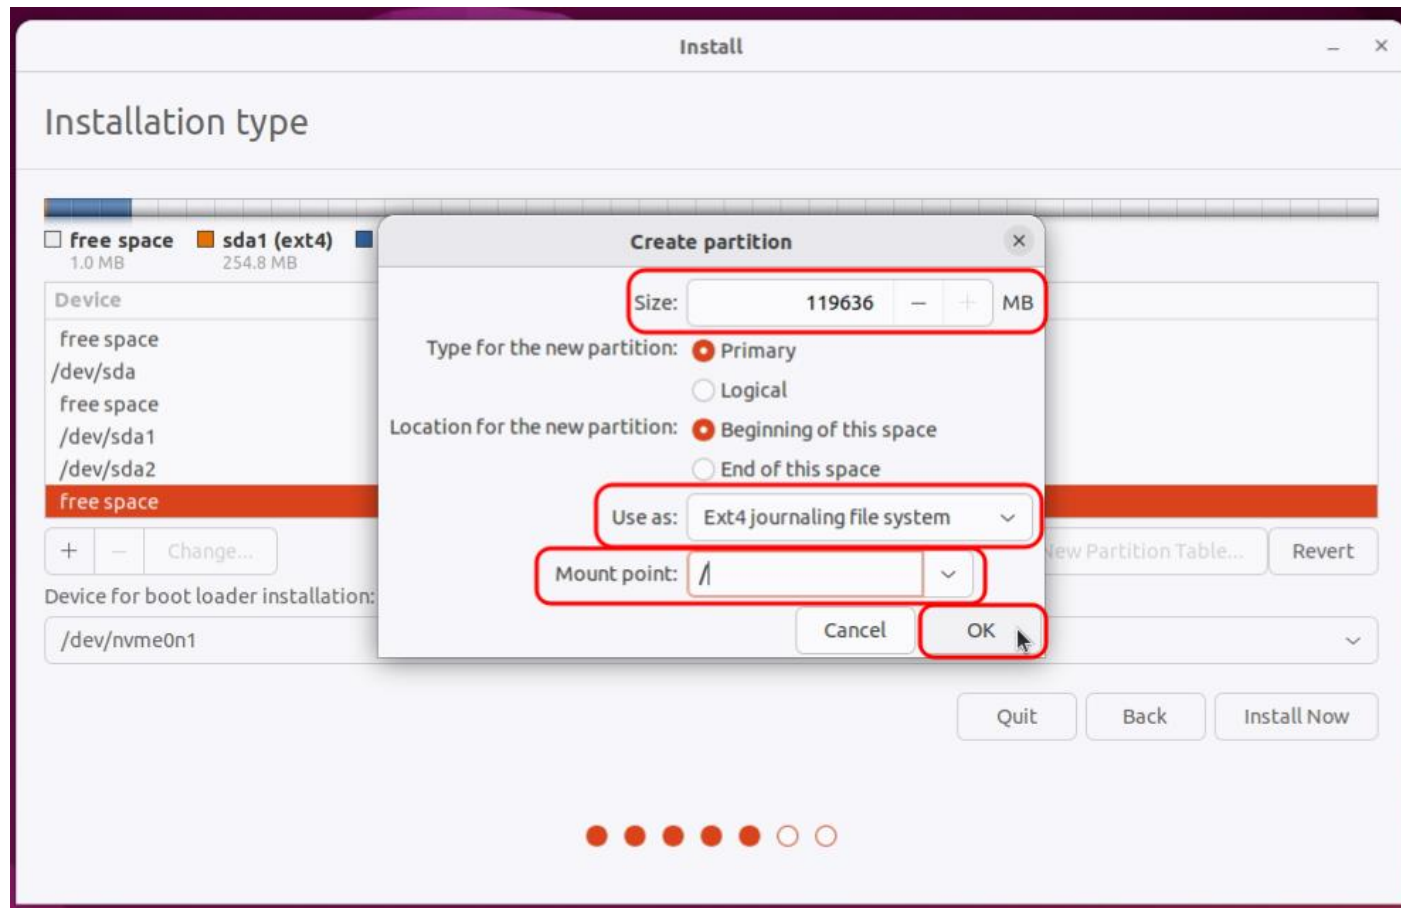 Install
Installation type
free space sda1 (ext4)
1.0 MB 254.8 MB
Create partition
Size: 119636 MB
Device
Type for the new partition: Primary
free space
/dev/sda
Logical
free space
Location for the new partition: Beginning of this space
/dev/sda1
/dev/sda2
End of this space
free space
Use as: Ext4 journaling file system
+ – Change...
New Partition Table... Revert
Mount point: /
Device for boot loader installation:
/dev/nvme0n1
Cancel OK
Quit Back Install Now